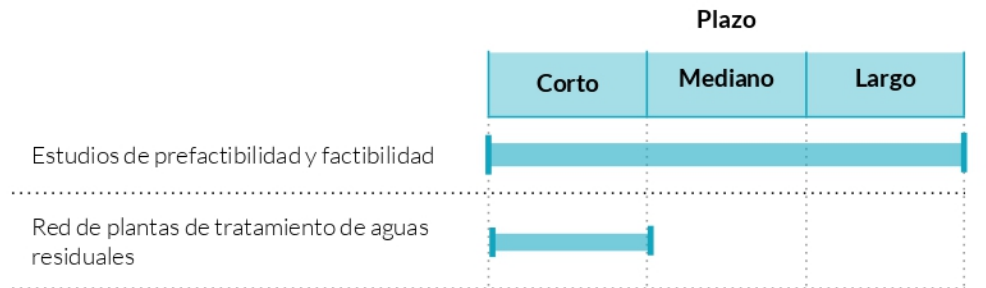 Plazo
Corto
Mediano
Largo
Estudios de prefactibilidad y factibilidad
Red de plantas de tratamiento de aguas
residuales